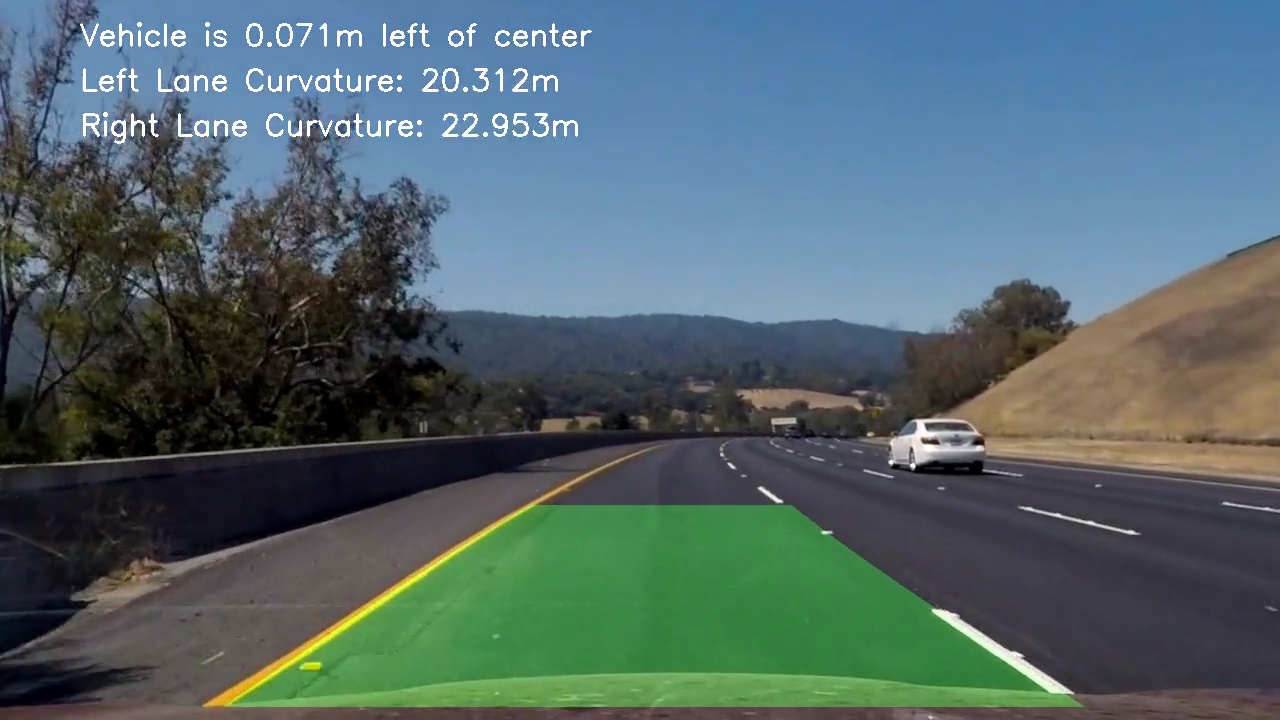 Vehicle is 0.071m left of center
Left Lane Curvature: 20.312m
Right Lane Curvature: 22.953m